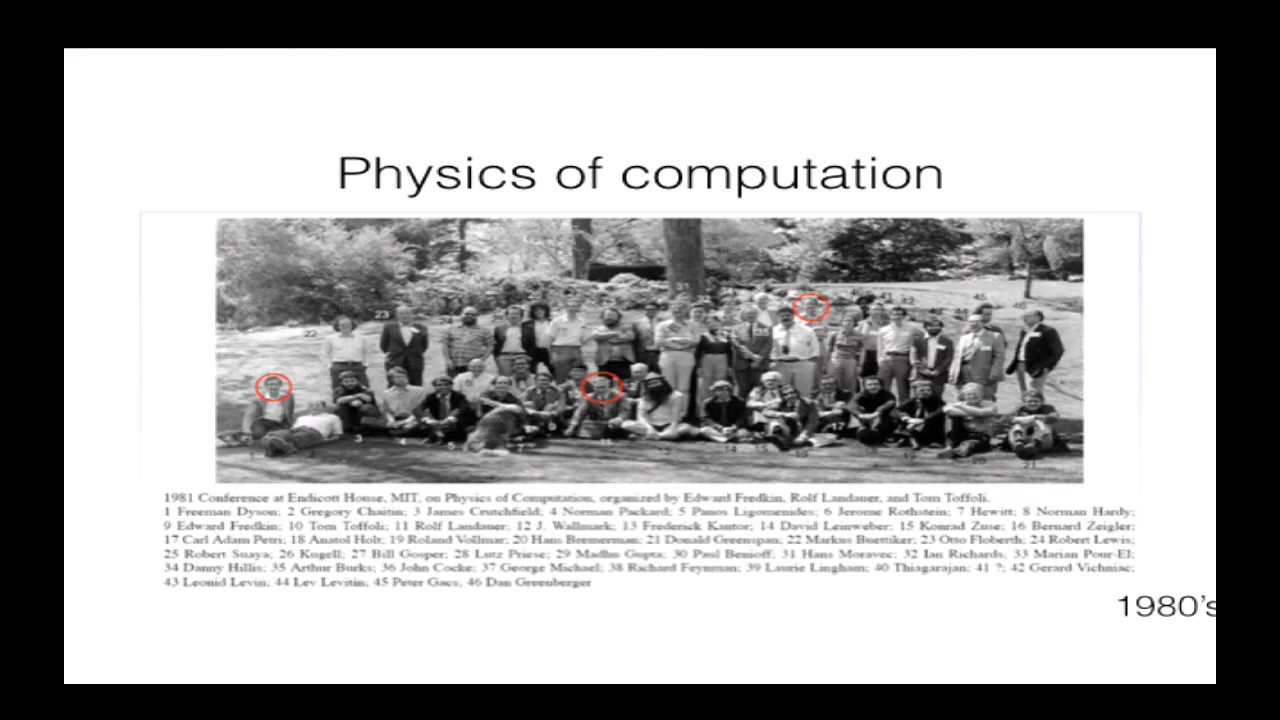 Physics of computation
22
23
45
46
1981 Conference at Endicott House, MIT, on Physics of Computation, organized by Edward Fredkin, Rolf Landauer, and Tom Toffoli.
1 Freeman Dyson; 2 Gregory Chaitin; 3 James Crutchfield; 4 Norman Packard; 5 Panos Ligomenides; 6 Jerome Rothstein; 7 Hewitt; 8 Norman Hardy;
9 Edward Fredkin; 10 Tom Toffoli; 11 Rolf Landauer; 12 J. Wallmark; 13 Frederick Kantor; 14 David Leinweber; 15 Konrad Zuse; 16 Bernard Zeigler;
17 Carl Adam Petri; 18 Anatol Holt; 19 Roland Vollmar; 20 Hans Bremerman; 21 Donald Greenspan; 22 Markus Buettiker; 23 Otto Floberth; 24 Robert Lewis;
25 Robert Suaya; 26 Kugell; 27 Bill Gosper; 28 Lutz Priese; 29 Madhu Gupta; 30 Paul Benioff; 31 Hans Moravec; 32 Ian Richards; 33 Marian Pour-El;
34 Danny Hillis; 35 Arthur Burks; 36 John Cocke; 37 George Michael; 38 Richard Feynman; 39 Laurie Lingham; 40 Thiagarajan; 41 ?; 42 Gerard Vichniac;
43 Leonid Levin; 44 Lev Levitin; 45 Peter Gacs; 46 Dan Greenberger
1980's